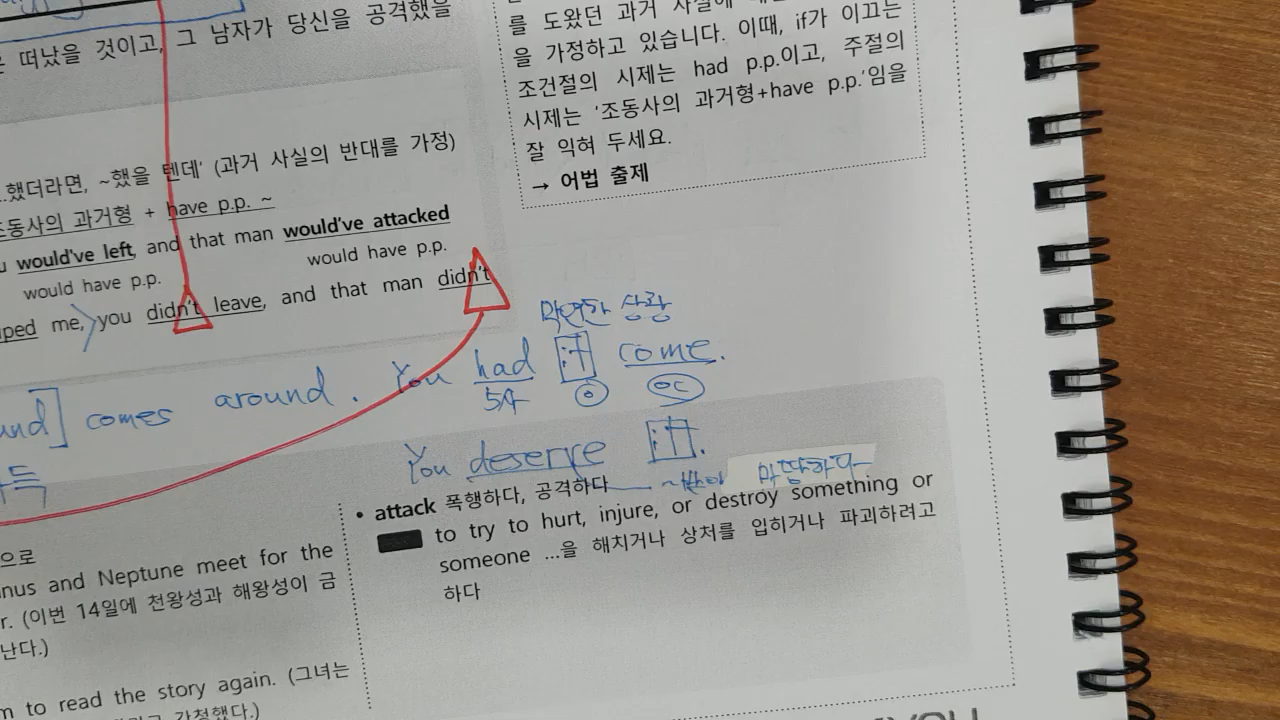 떠났을 것이고, 그 남자가 당신을 공격했을
...했더라면, ~했을 텐데' (과거 사실의 반대를 가정)
조동사의 과거형 + have p.p. ~
would've left, and that man would've attacked
would have p.p.
would have p.p.
me, you didn't leave, and that man didn't
를 도왔던 과거 사실에
을 가정하고 있습니다. 이때, if가 이끄는
조건절의 시제는 had p.p.이고, 주절의
시제는 '조동사의 과거형+have p.p.'임을
잘 익혀 두세요.
→ 어법 출제
막연한 상황
comes around. You had it come.
5식 o oc
You deserve it.
마땅하다
• attack 폭행하다, 공격하다
to try to hurt, injure, or destroy something or
someone ...을 해치거나 상처를 입히거나 파괴하려고
하다
으로
and Neptune meet for the
(이번 14일에 천왕성과 해왕성이 금
난다.)
to read the story again. (그녀는